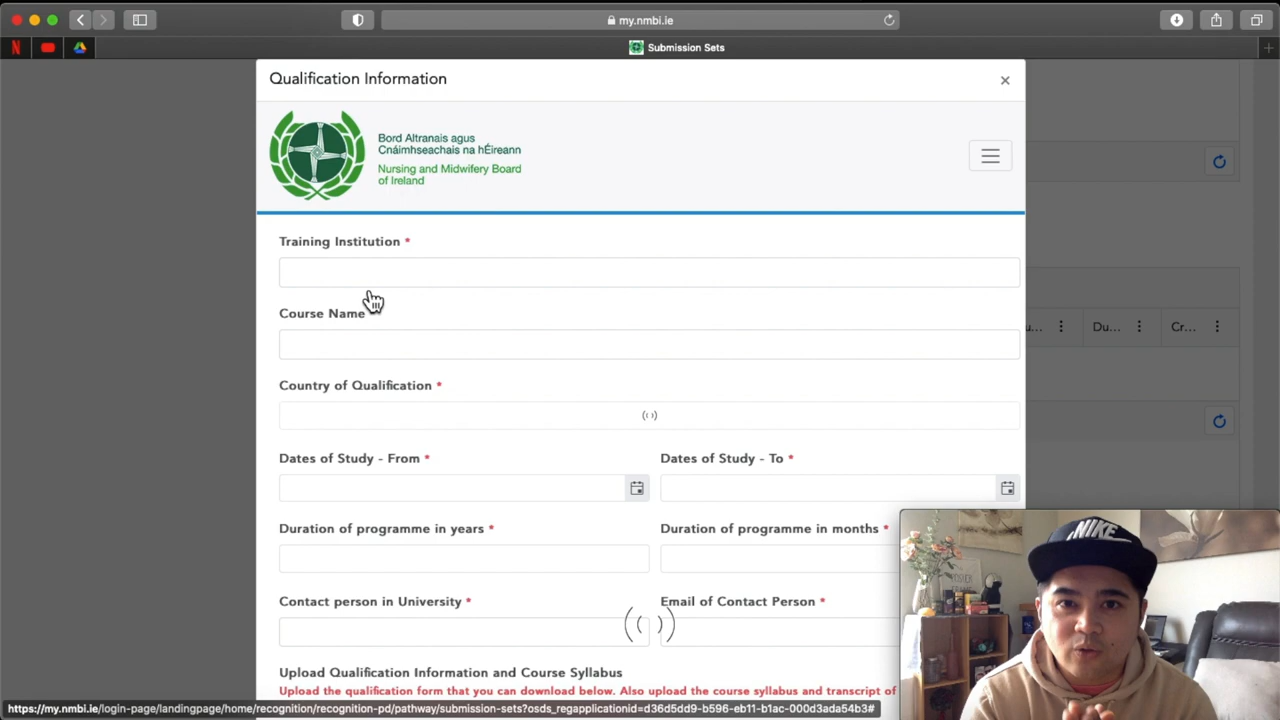 my.nmbi.ie
N
Submission Sets
Qualification Information
×
Bord Altranais agus
Cnáimhseachais na hÉireann
Nursing and Midwifery Board
of Ireland
Training Institution *
Course Name
u...
Du...
Cr...
Country of Qualification *
Dates of Study - From *
Dates of Study - To *
Duration of programme in years *
Duration of programme in months *
NIKE
Contact person in University *
Email of Contact Person *
Upload Qualification Information and Course Syllabus
Upload the qualification form that you can download below. Also upload the course syllabus and transcript of
https://my.nmbi.ie/login-page/landingpage/home/recognition/recognition-pd/pathway/submission-sets?osds_regapplicationid=d36d5dd9-b596-eb11-b1ac-000d3ada54b3#